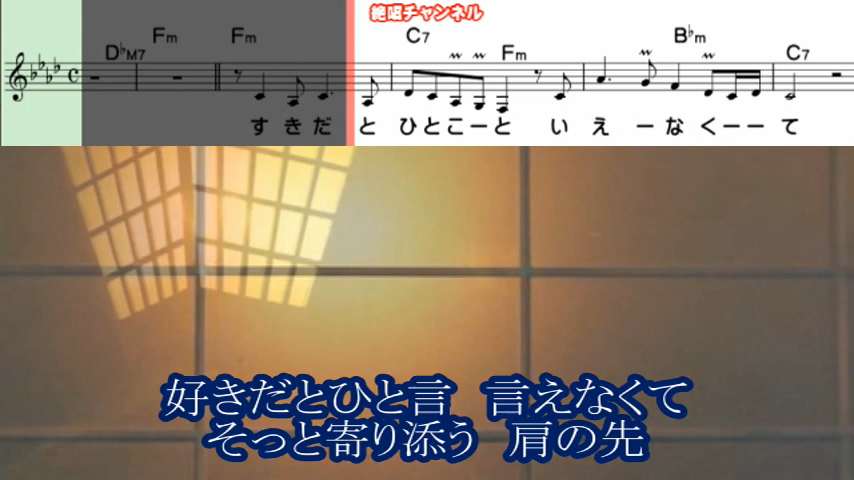 絶唱チャンネル
D♭M7 Fm Fm C7 Fm B♭m C7
すきだ と ひとこーと い え ーな くーー て
好きだとひと言　言えなくて
そっと寄り添う　肩の先